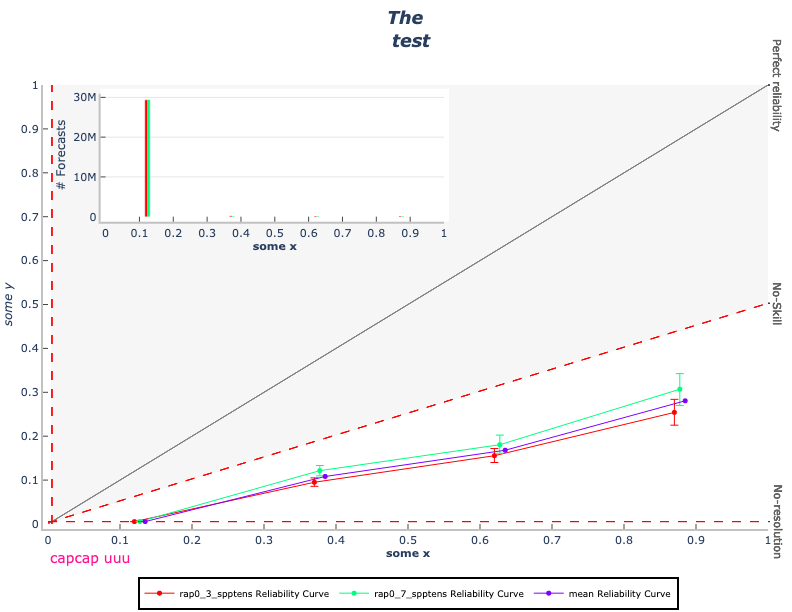 The
test
Perfect reliability
No-Skill
No-resolution
30M
20M
10M
0
# Forecasts
0 0.1 0.2 0.3 0.4 0.5 0.6 0.7 0.8 0.9 1
some x
1
0.9
0.8
0.7
0.6
0.5
0.4
0.3
0.2
0.1
0
some y
0 0.1 0.2 0.3 0.4 0.5 0.6 0.7 0.8 0.9 1
some x
capcap uuu
rap0_3_spptens Reliability Curve rap0_7_spptens Reliability Curve mean Reliability Curve